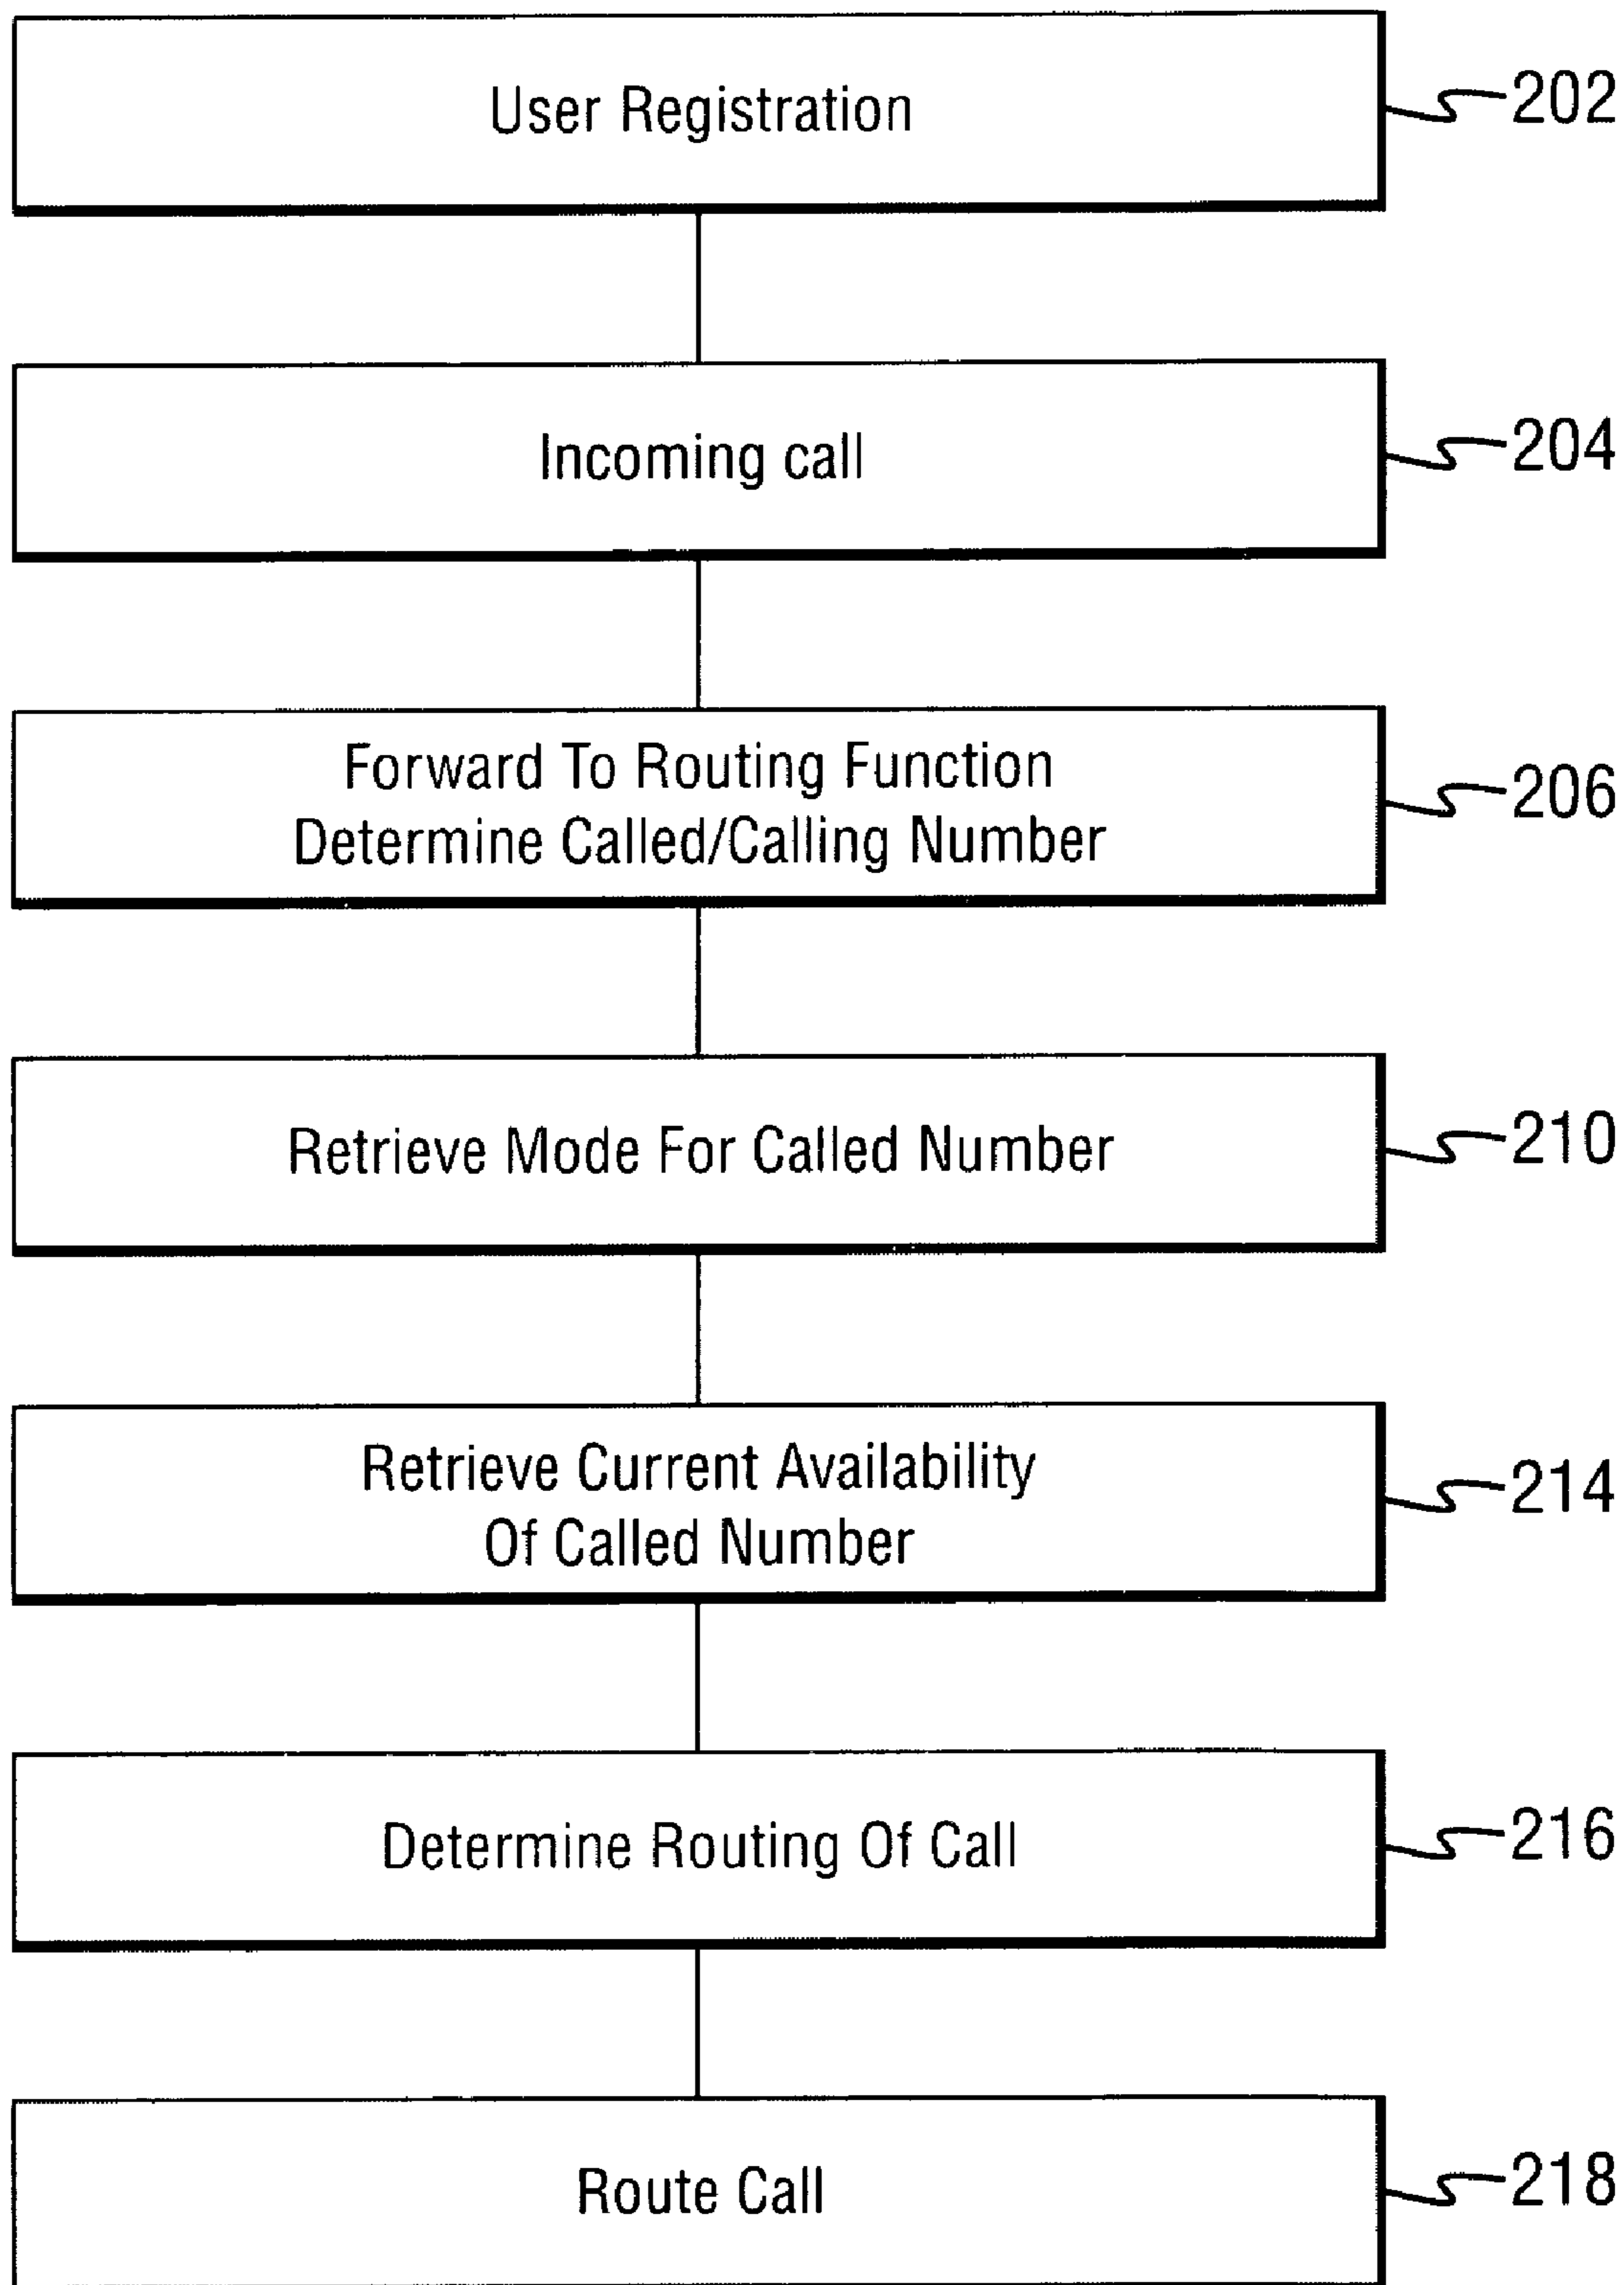 User Registration
202
Incoming call
204
Forward To Routing Function
Determine Called/Calling Number
206
Retrieve Mode For Called Number
210
Retrieve Current Availability
Of Called Number
214
Determine Routing Of Call
216
Route Call
218